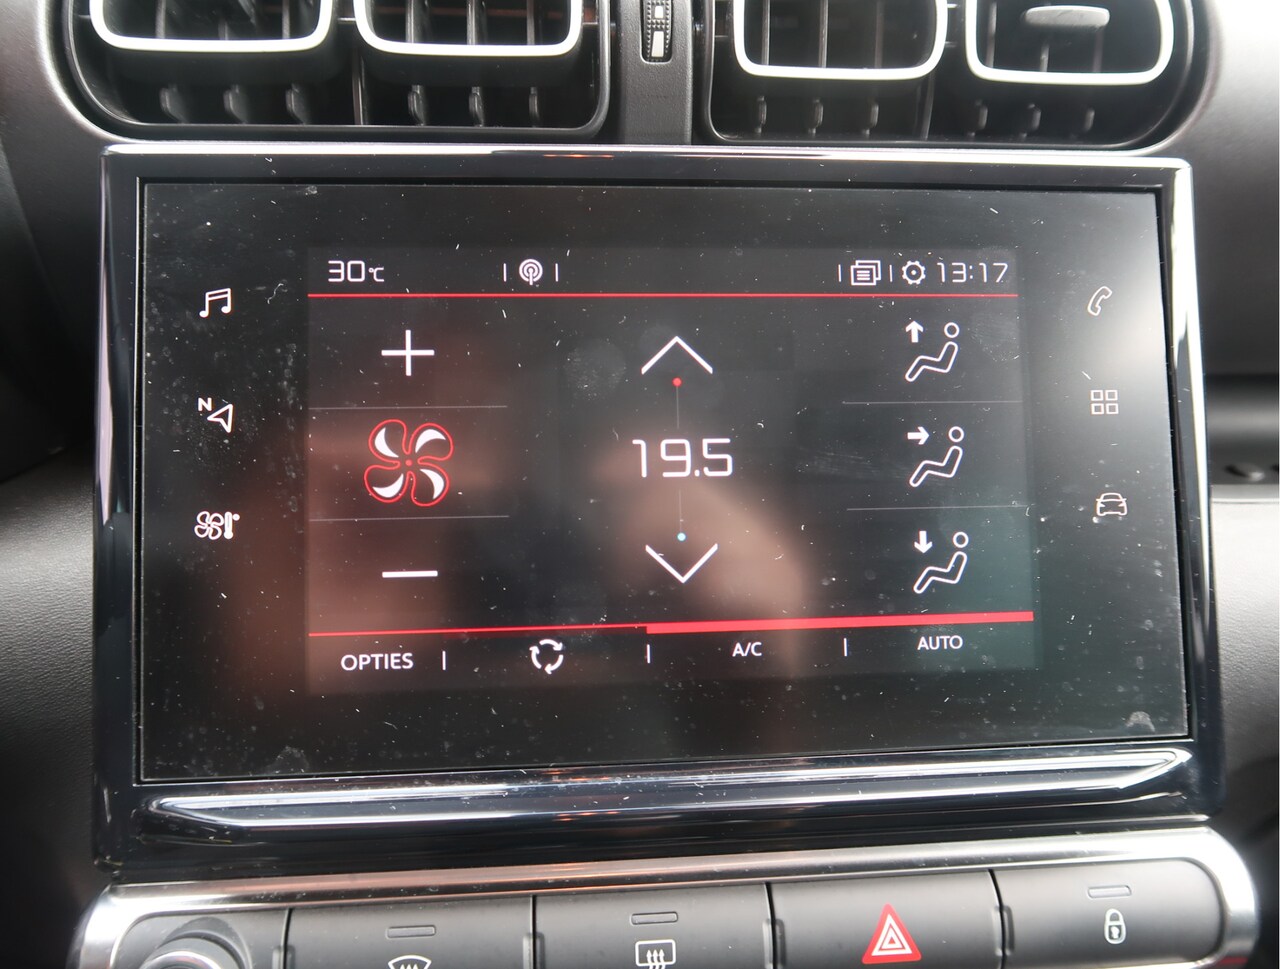 30°C
13:17
N
19.5
OPTIES
A/C
AUTO